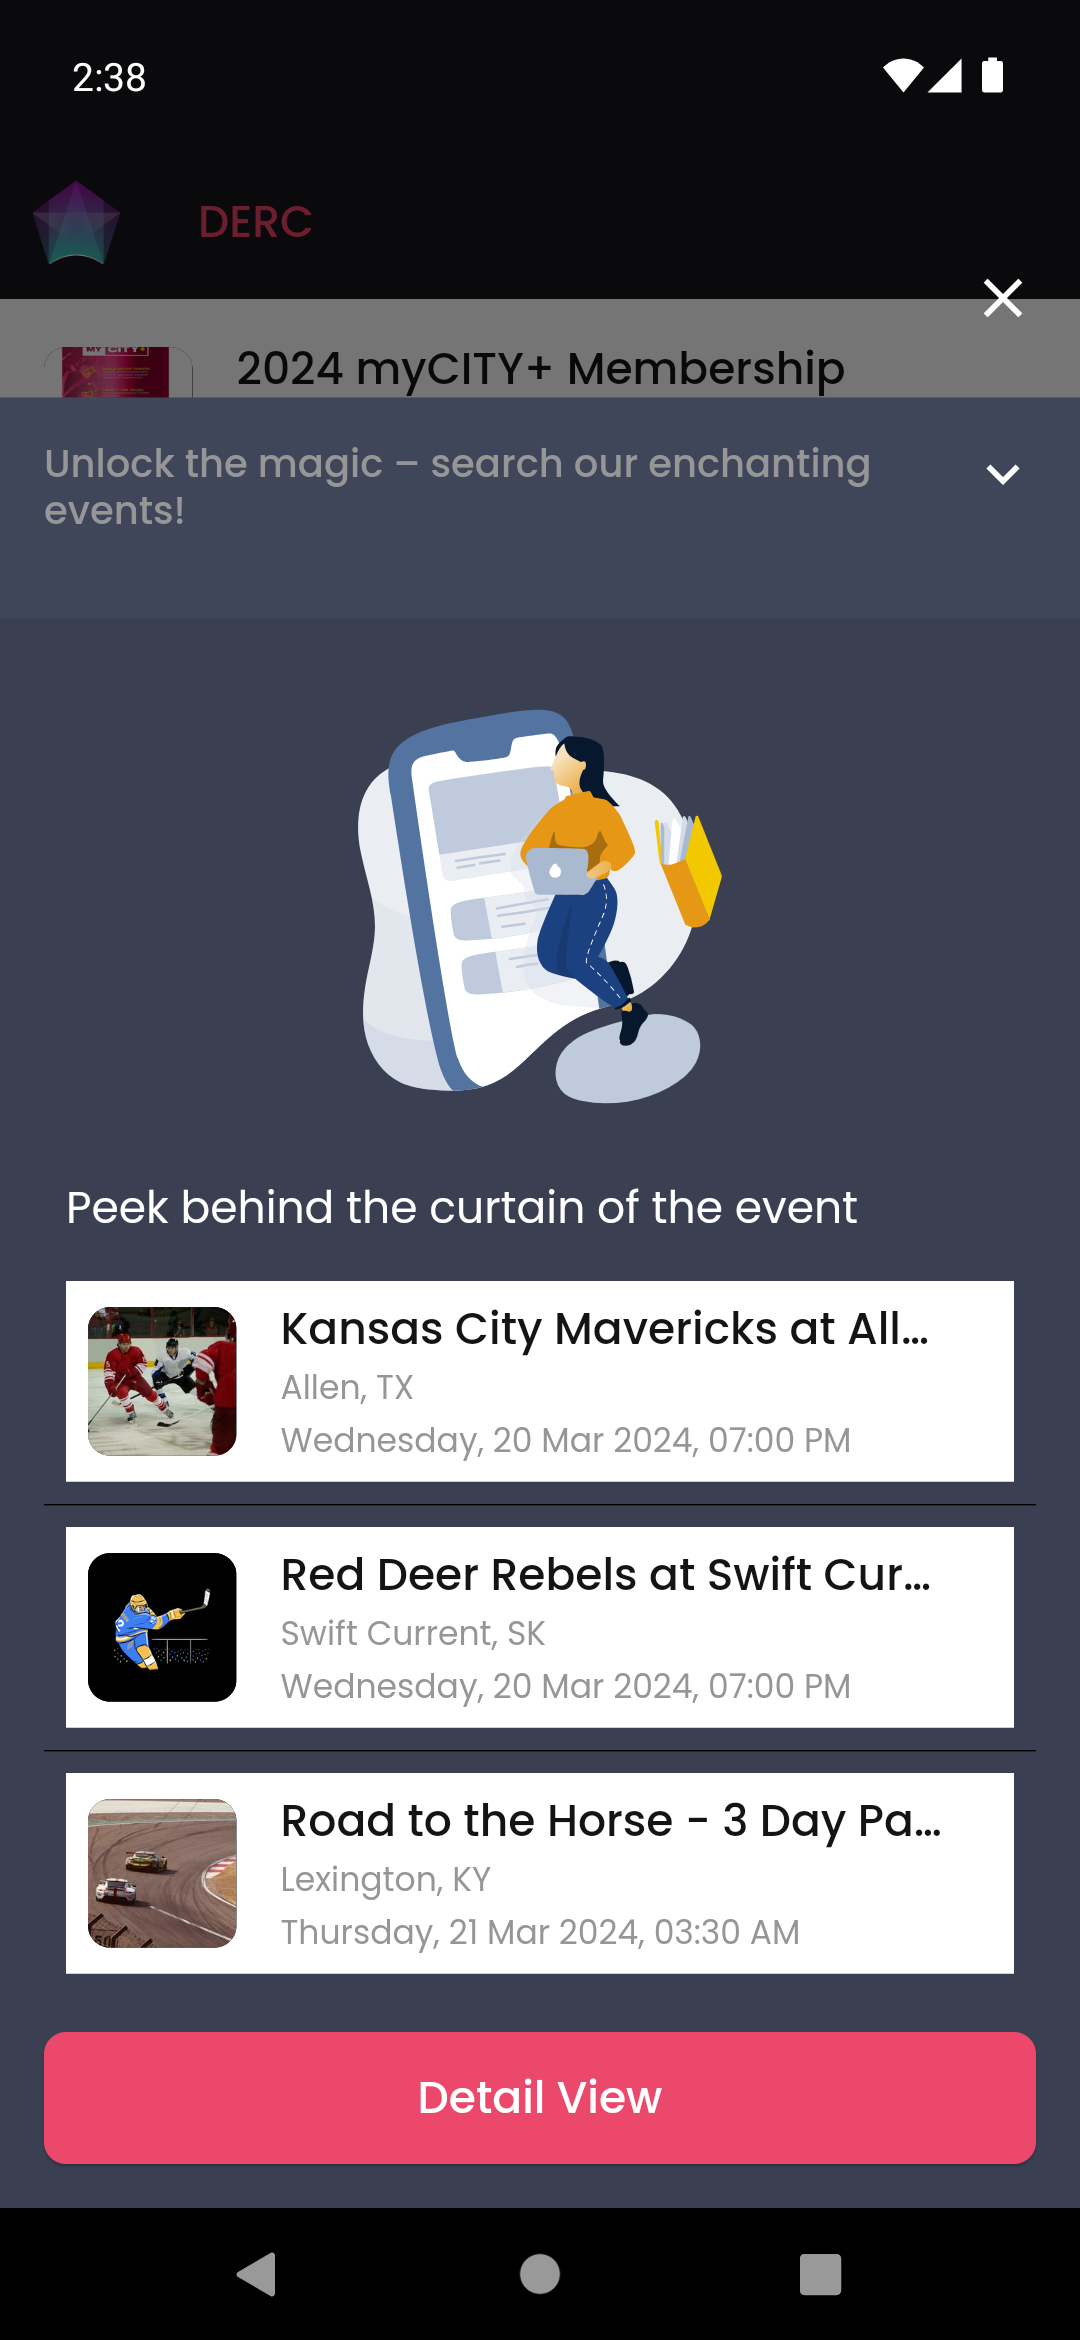 2:38
DERC
MY CITY+
2024 myCITY+ Membership
Unlock the magic – search our enchanting
events!
Peek behind the curtain of the event
Kansas City Mavericks at All...
Allen, TX
Wednesday, 20 Mar 2024, 07:00 PM
Red Deer Rebels at Swift Cur...
Swift Current, SK
Wednesday, 20 Mar 2024, 07:00 PM
Road to the Horse - 3 Day Pa...
Lexington, KY
Thursday, 21 Mar 2024, 03:30 AM
Detail View